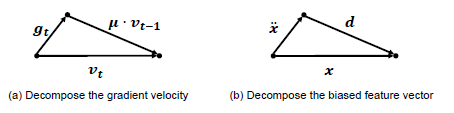 g_t
μ · v_{t−1}
v_t
(a) Decompose the gradient velocity
ẍ
d
x
(b) Decompose the biased feature vector